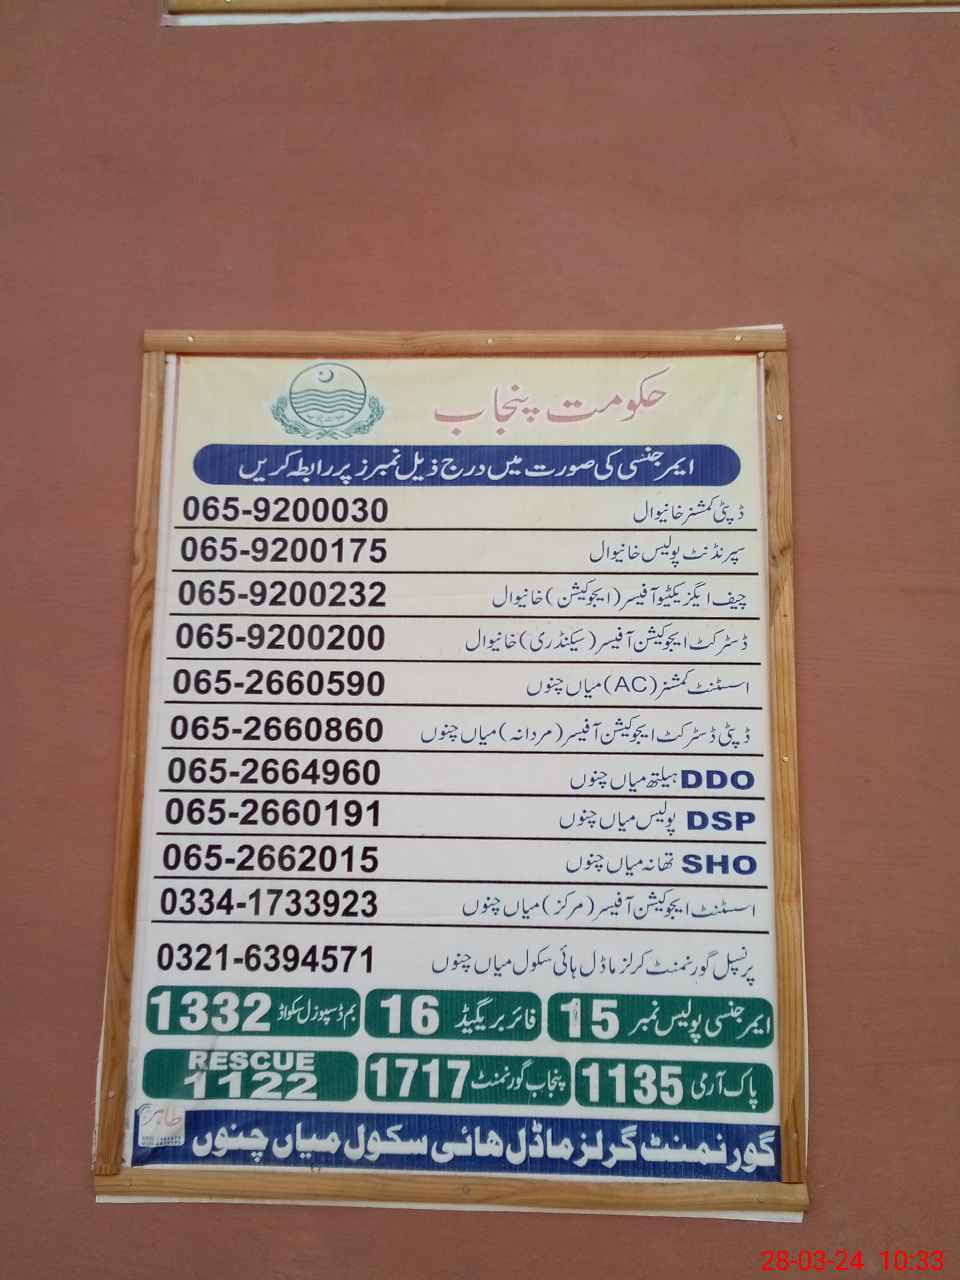 حکومت پنجاب
ایمرجنسی کی صورت میں درج ذیل نمبرز پر رابطہ کریں
ڈپٹی کمشنر خانیوال 065-9200030
سپرنڈنٹ پولیس خانیوال 065-9200175
چیف ایگزیکٹیو آفیسر (ایجوکیشن) خانیوال 065-9200232
ڈسٹرکٹ ایجوکیشن آفیسر (سیکنڈری) خانیوال 065-9200200
اسسٹنٹ کمشنر (AC) میاں چنوں 065-2660590
ڈپٹی ڈسٹرکٹ ایجوکیشن آفیسر (مردانہ) میاں چنوں 065-2660860
DDO ہیلتھ میاں چنوں 065-2664960
DSP پولیس میاں چنوں 065-2660191
SHO تھانہ میاں چنوں 065-2662015
اسسٹنٹ ایجوکیشن آفیسر (مرکز) میاں چنوں 0334-1733923
پرنسپل گورنمنٹ گرلز ماڈل ہائی سکول میاں چنوں 0321-6394571
ایمرجنسی پولیس نمبر 15 فائر بریگیڈ 16 بم ڈسپوزل سکواڈ 1332
پاک آرمی 1135 پنجاب گورنمنٹ 1717 RESCUE 1122
گورنمنٹ گرلز ماڈل ھائی سکول میاں چنوں
طاہر
28-03-24 10:33